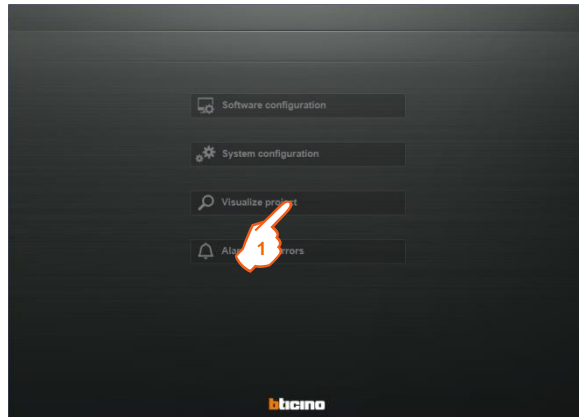 Software configuration
System configuration
Visualize project
1
bticino